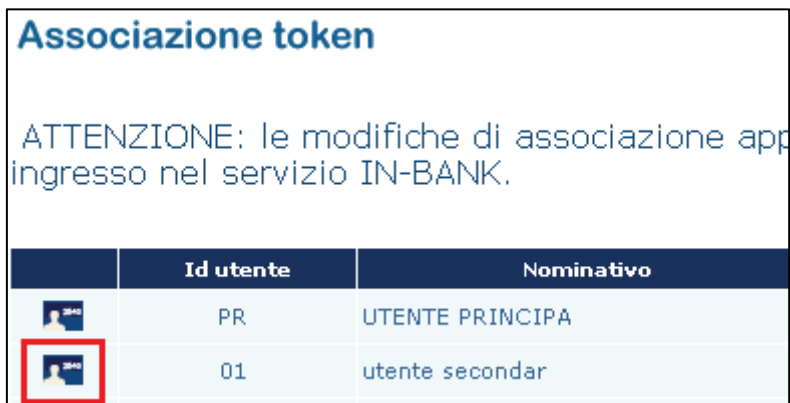 Associazione token
ATTENZIONE: le modifiche di associazione app
ingresso nel servizio IN-BANK.
Id utente Nominativo
PR UTENTE PRINCIPA
01 utente secondar